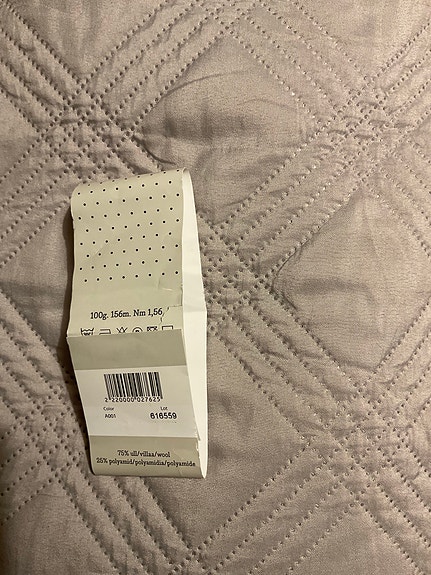 100g. 156m. Nm 1,56
2 220000 027625
Color Lot
A001 616559
75% ull/villaa/wool
25% polyamid/polyamidia/polyamide